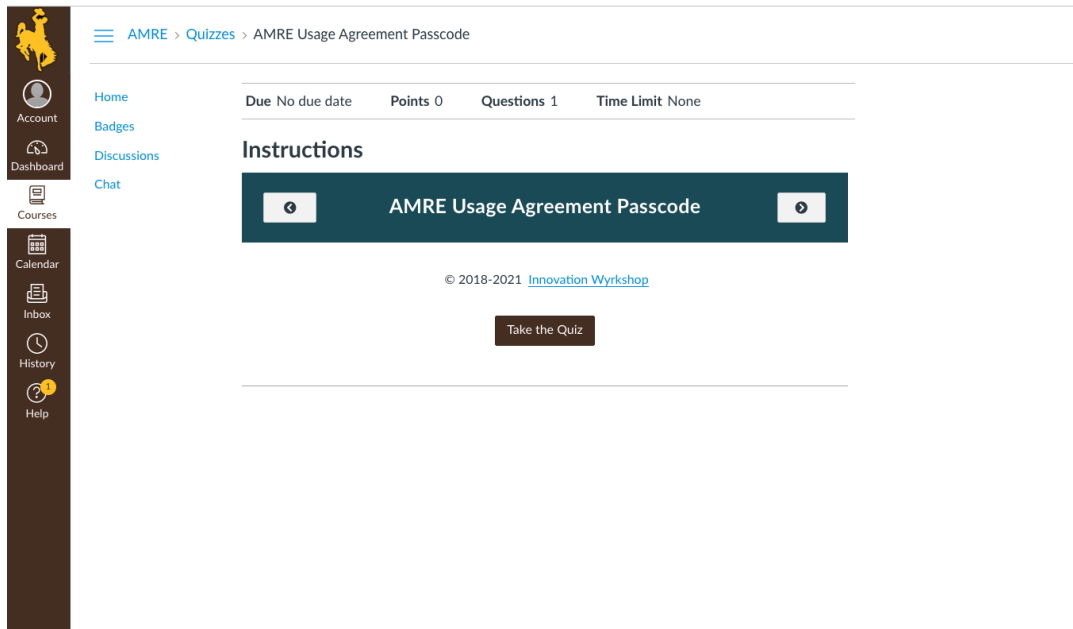 AMRE > Quizzes > AMRE Usage Agreement Passcode
Account
Dashboard
Courses
Calendar
Inbox
History
1
Help
Home
Badges
Discussions
Chat
Due No due date Points 0 Questions 1 Time Limit None
Instructions
AMRE Usage Agreement Passcode
© 2018-2021 Innovation Wyrkshop
Take the Quiz